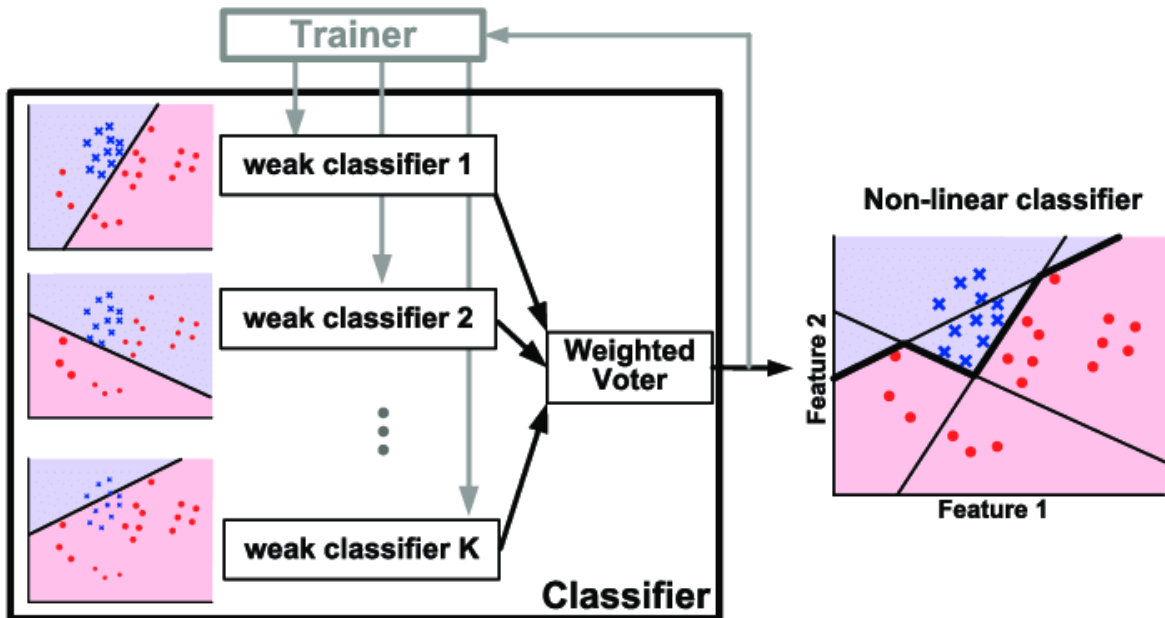 Trainer
weak classifier 1
weak classifier 2
weak classifier K
Weighted
Voter
Classifier
Non-linear classifier
Feature 2
Feature 1